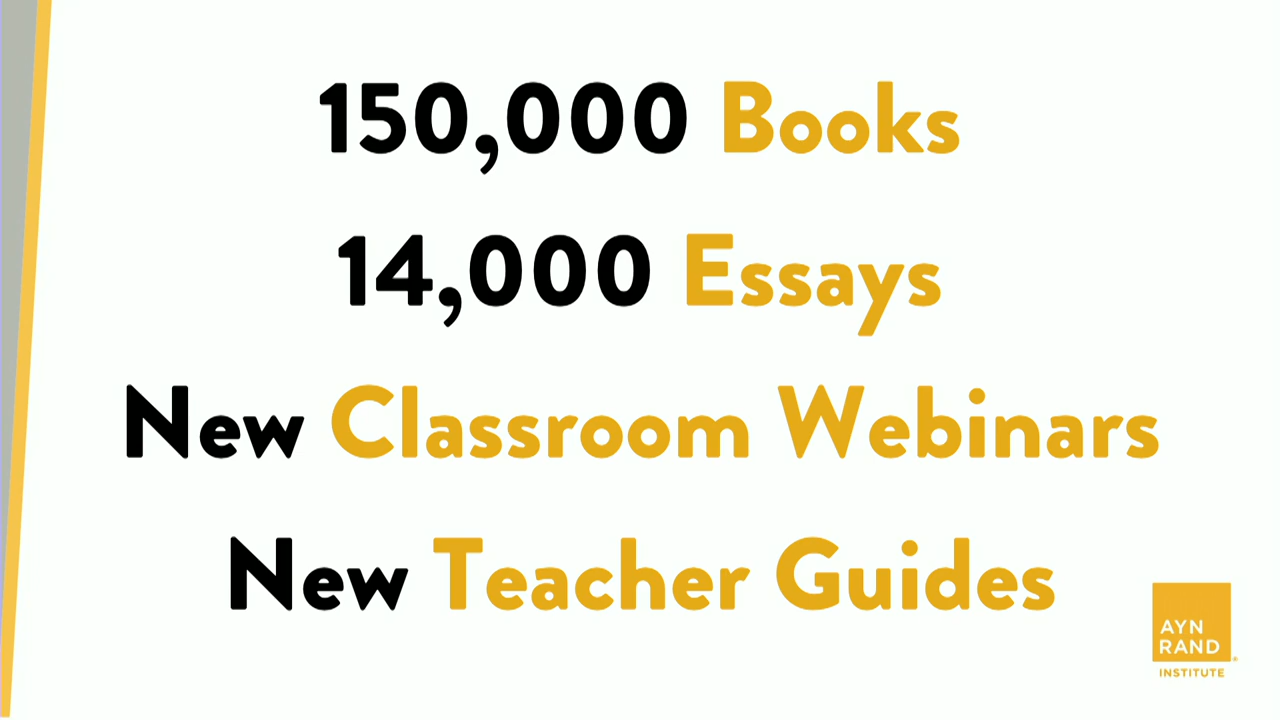 150,000 Books
14,000 Essays
New Classroom Webinars
New Teacher Guides
AYN
RAND
INSTITUTE